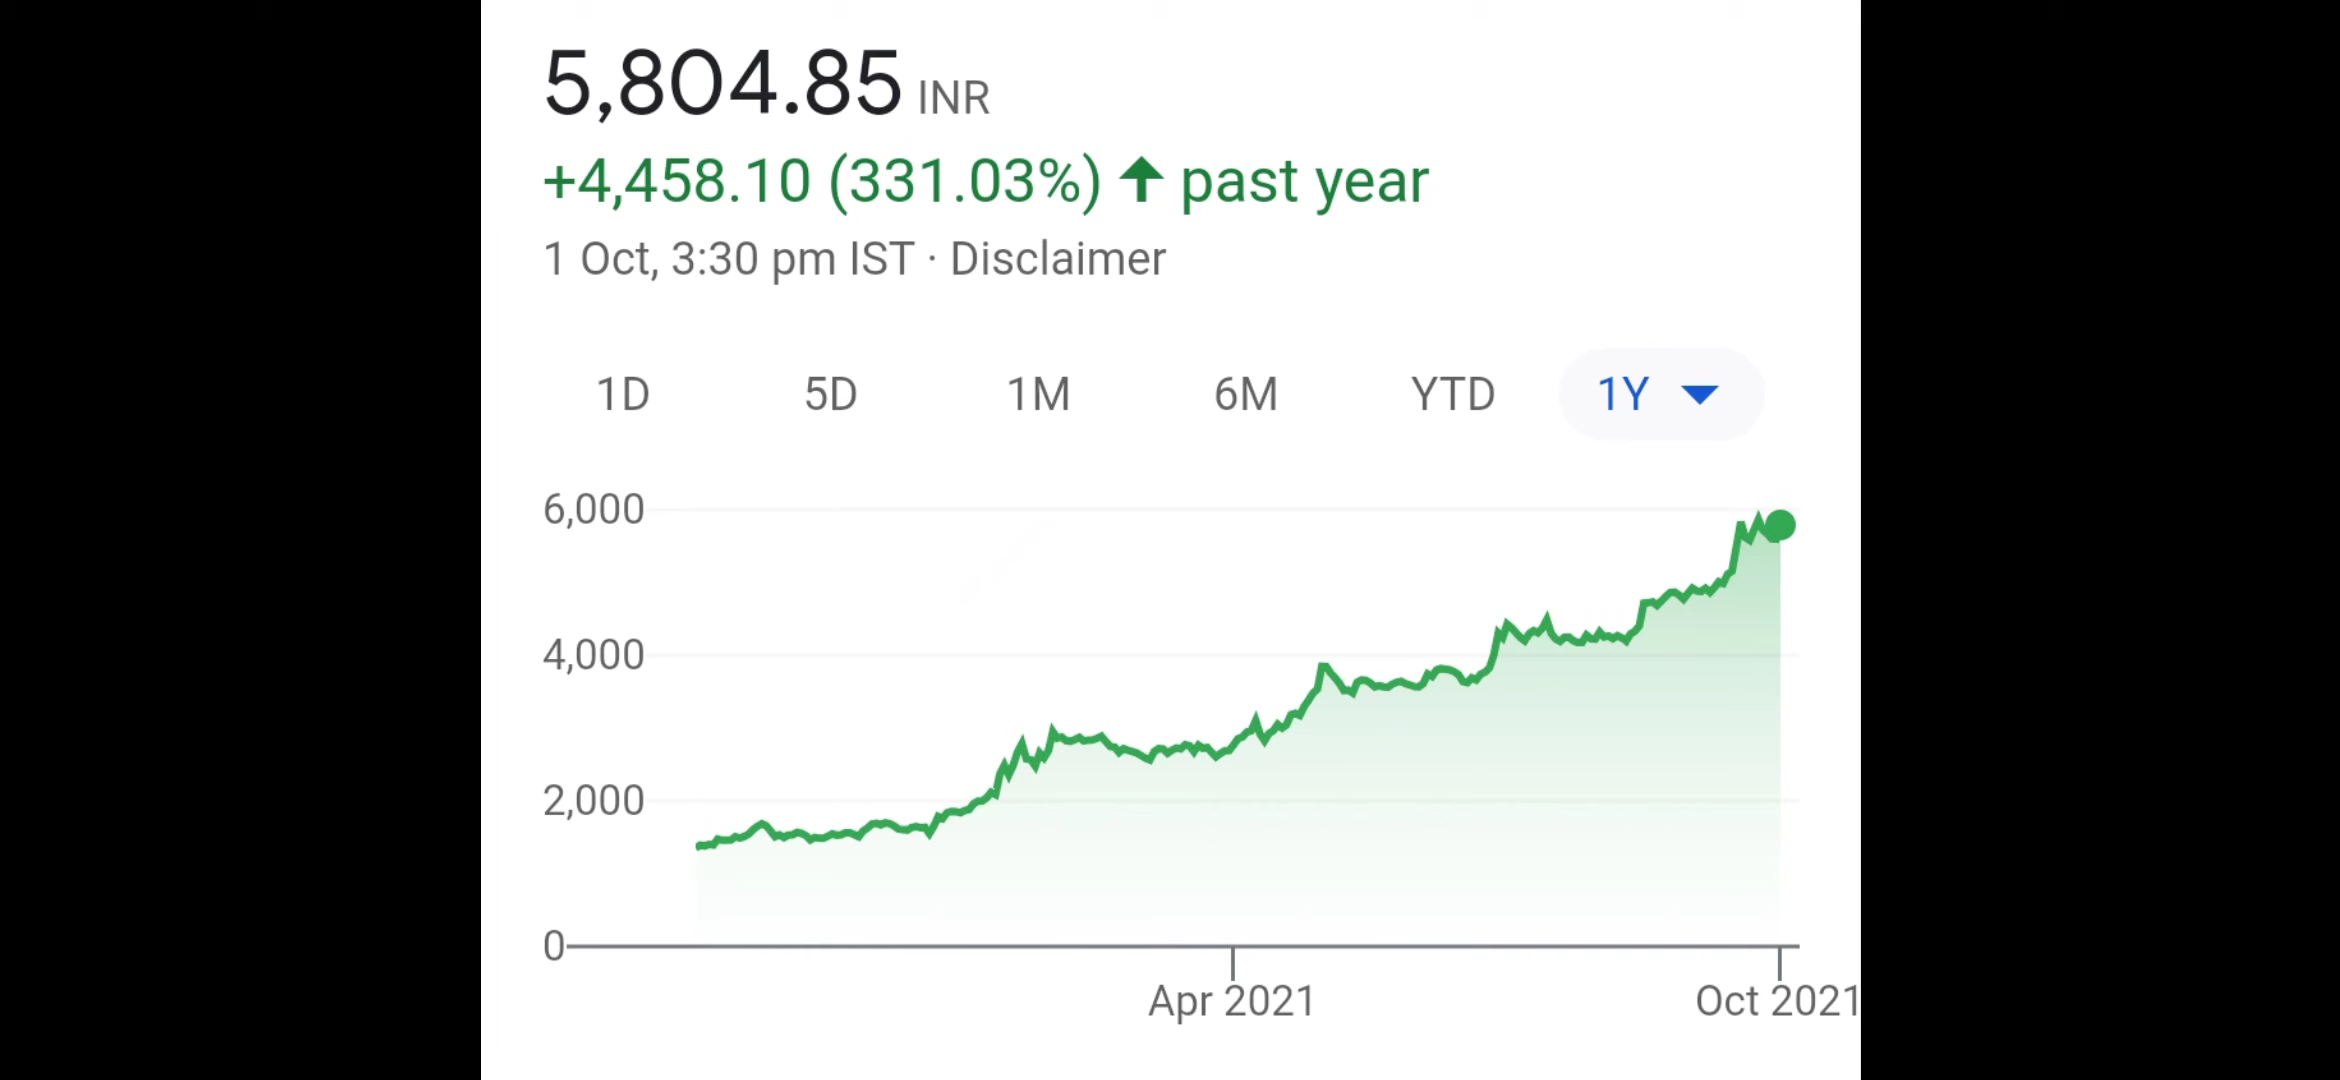 5,804.85 INR
+4,458.10 (331.03%) ↑ past year
1 Oct, 3:30 pm IST · Disclaimer
1D 5D 1M 6M YTD 1Y
6,000
4,000
2,000
0
Apr 2021 Oct 2021